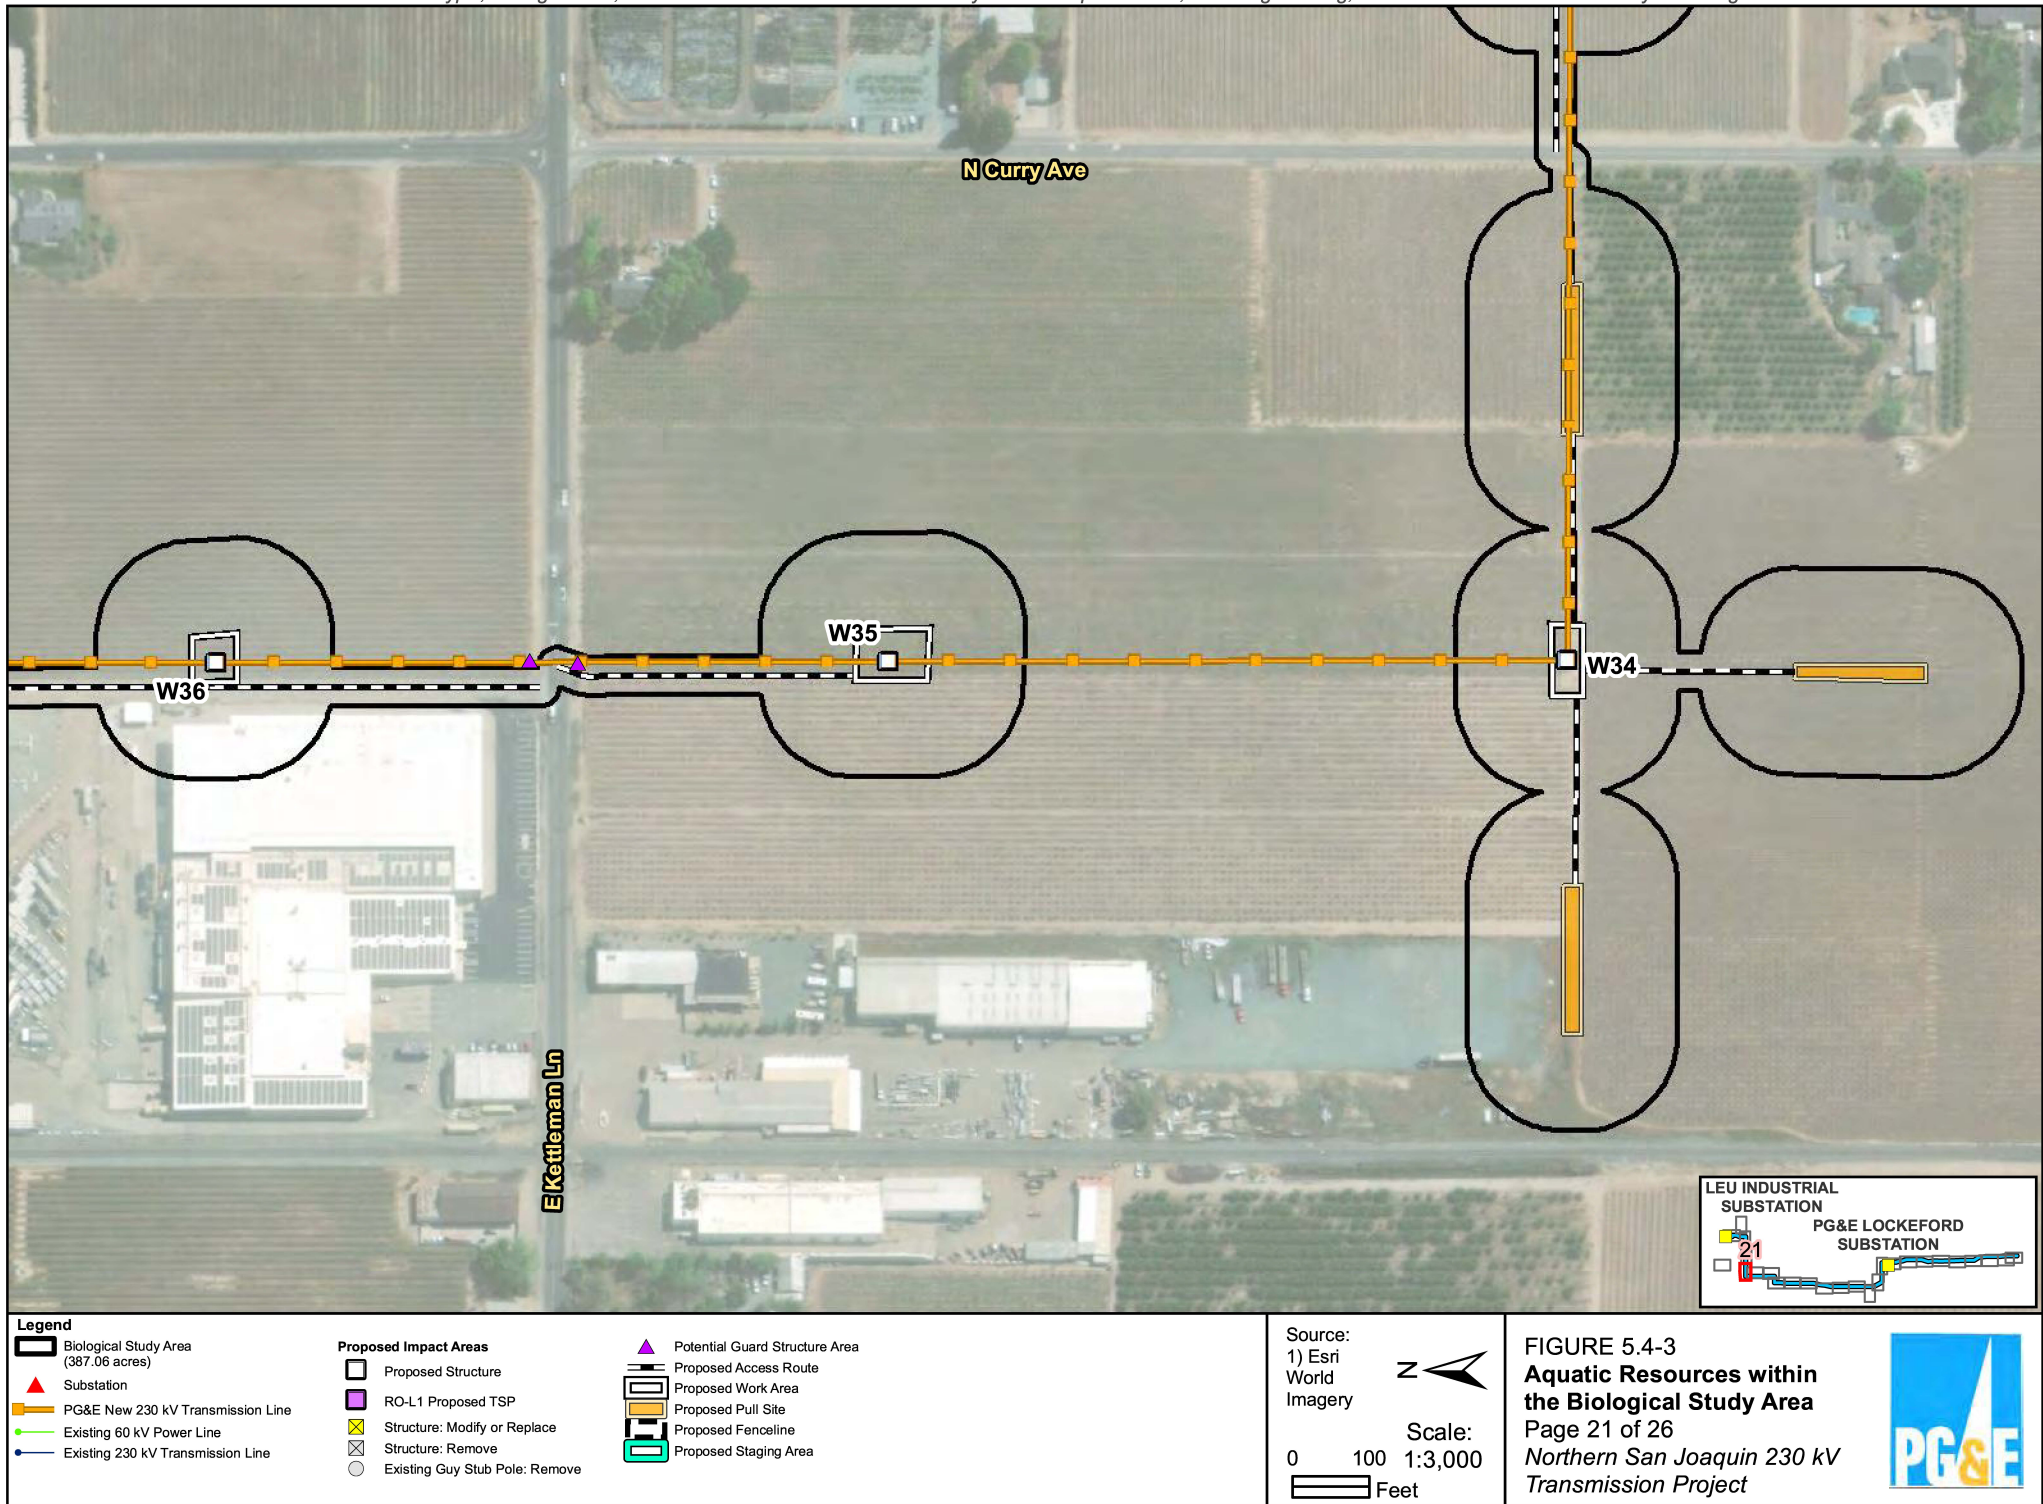 N Curry Ave
W35
W34
W36
E Kettleman Ln
LEU INDUSTRIAL
SUBSTATION
PG&E LOCKEFORD
SUBSTATION
21
Legend
Biological Study Area
(387.06 acres)
Substation
PG&E New 230 kV Transmission Line
Existing 60 kV Power Line
Existing 230 kV Transmission Line
Proposed Impact Areas
Proposed Structure
RO-L1 Proposed TSP
Structure: Modify or Replace
Structure: Remove
Existing Guy Stub Pole: Remove
Potential Guard Structure Area
Proposed Access Route
Proposed Work Area
Proposed Pull Site
Proposed Fenceline
Proposed Staging Area
Source:
1) Esri
World
Imagery
N
Scale:
0 100 1:3,000
Feet
FIGURE 5.4-3
Aquatic Resources within
the Biological Study Area
Page 21 of 26
Northern San Joaquin 230 kV
Transmission Project
PG&E